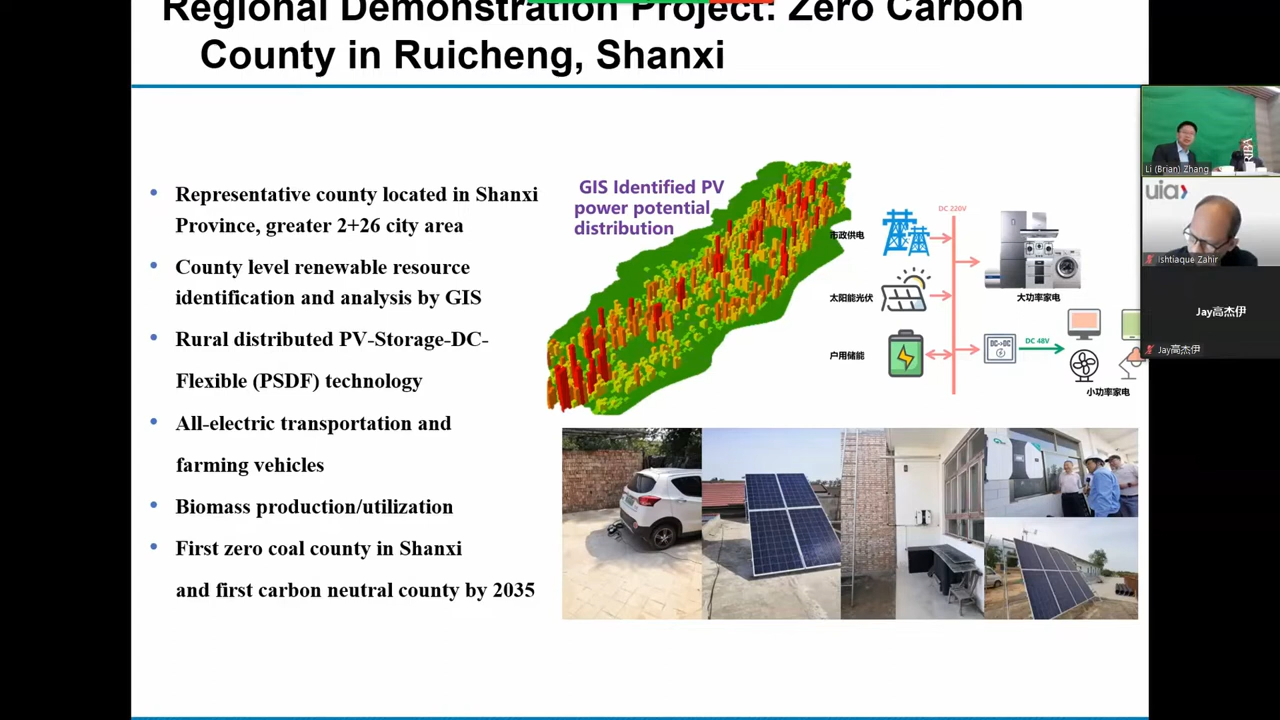 Regional Demonstration Project: Zero Carbon
County in Ruicheng, Shanxi
• Representative county located in Shanxi
Province, greater 2+26 city area
• County level renewable resource
identification and analysis by GIS
• Rural distributed PV-Storage-DC-
Flexible (PSDF) technology
• All-electric transportation and
farming vehicles
• Biomass production/utilization
• First zero coal county in Shanxi
and first carbon neutral county by 2035
GIS Identified PV
power potential
distribution
DC 220V
市政供电
太阳能光伏
户用储能
大功率家电
DC->DC
DC 48V
小功率家电
RIBA
Li (Brian) Zhang
uia
Ishtiaque Zahir
Jay高杰伊
Jay高杰伊